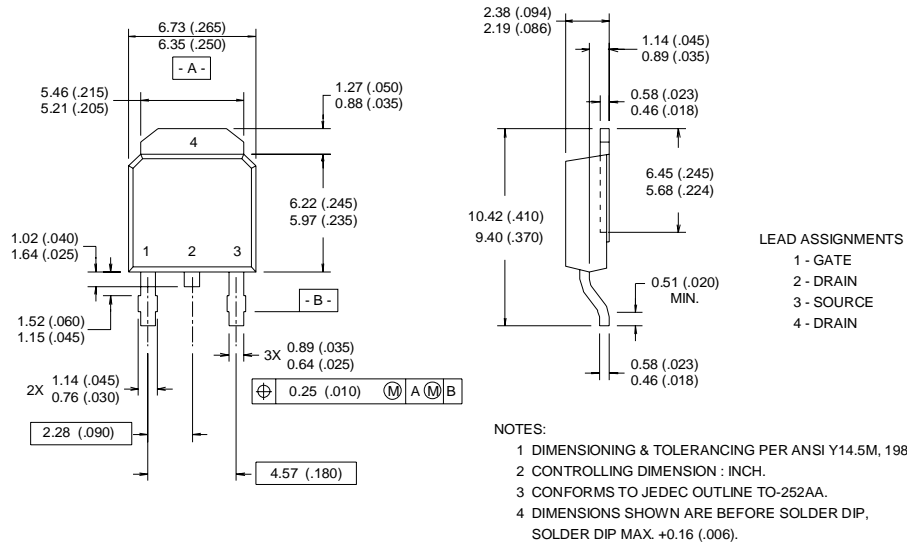 6.73 (.265)
6.35 (.250)
- A -
5.46 (.215)
5.21 (.205)
1.27 (.050)
0.88 (.035)
4
6.22 (.245)
5.97 (.235)
1.02 (.040)
1.64 (.025)
1 2 3
- B -
1.52 (.060)
1.15 (.045)
3X 0.89 (.035)
0.64 (.025)
2X 1.14 (.045)
0.76 (.030)
⌖ 0.25 (.010) Ⓜ A Ⓜ B
2.28 (.090)
4.57 (.180)
2.38 (.094)
2.19 (.086)
1.14 (.045)
0.89 (.035)
0.58 (.023)
0.46 (.018)
6.45 (.245)
5.68 (.224)
10.42 (.410)
9.40 (.370)
0.51 (.020)
MIN.
0.58 (.023)
0.46 (.018)
LEAD ASSIGNMENTS
1 - GATE
2 - DRAIN
3 - SOURCE
4 - DRAIN
NOTES:
1 DIMENSIONING & TOLERANCING PER ANSI Y14.5M, 198
2 CONTROLLING DIMENSION : INCH.
3 CONFORMS TO JEDEC OUTLINE TO-252AA.
4 DIMENSIONS SHOWN ARE BEFORE SOLDER DIP,
SOLDER DIP MAX. +0.16 (.006).